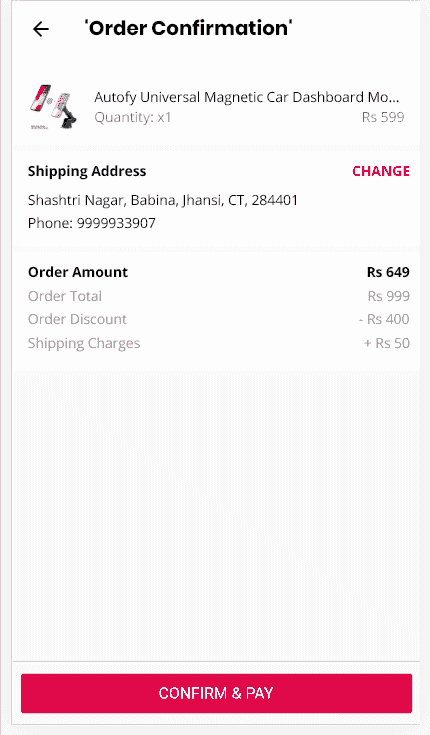 'Order Confirmation'
Autofy Universal Magnetic Car Dashboard Mo...
Quantity: x1 Rs 599
Shipping Address CHANGE
Shashtri Nagar, Babina, Jhansi, CT, 284401
Phone: 9999933907
Order Amount Rs 649
Order Total Rs 999
Order Discount - Rs 400
Shipping Charges + Rs 50
CONFIRM & PAY